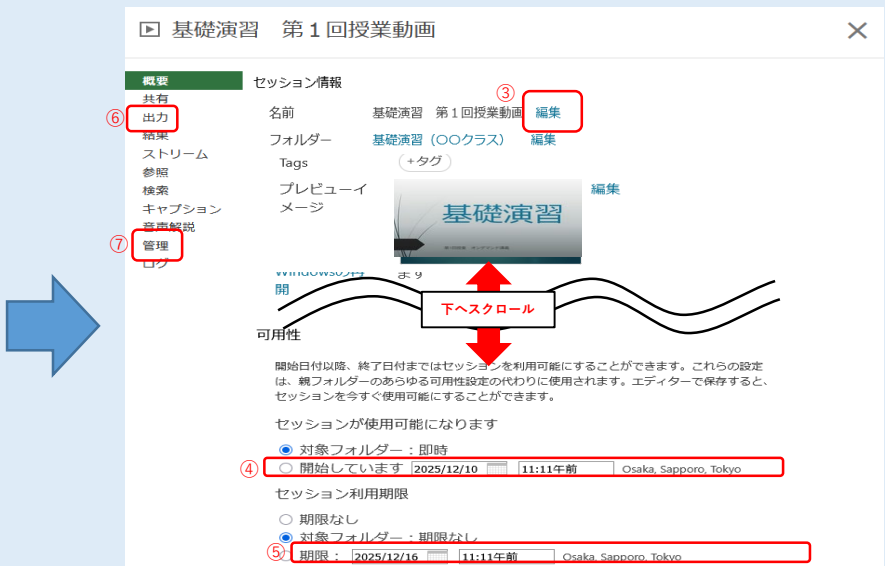 基礎演習　第１回授業動画
概要
共有
⑥ 出力
結果
ストリーム
参照
検索
キャプション
音声解説
⑦ 管理
ログ
セッション情報
③
名前 基礎演習　第１回授業動画 編集
フォルダー 基礎演習（〇〇クラス） 編集
Tags +タグ
プレビューイメージ 編集
基礎演習
Windowsの再開 ます
下へスクロール
可用性
開始日付以降、終了日付まではセッションを利用可能にすることができます。これらの設定
は、親フォルダーのあらゆる可用性設定の代わりに使用されます。エディターで保存すると、
セッションを今すぐ使用可能にすることができます。
セッションが使用可能になります
対象フォルダー：即時
④ 開始しています 2025/12/10 11:11午前 Osaka, Sapporo, Tokyo
セッション利用期限
期限なし
対象フォルダー：期限なし
⑤ 期限： 2025/12/16 11:11午前 Osaka, Sapporo, Tokyo